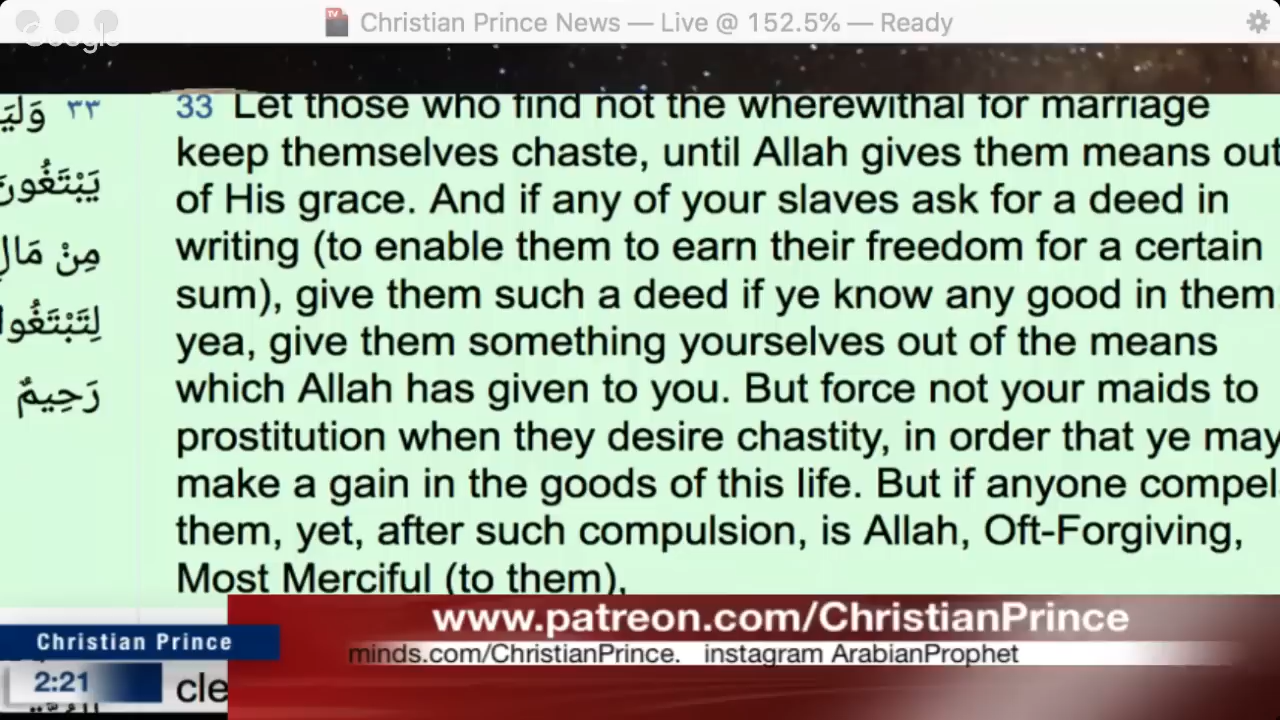 Christian Prince News — Live @ 152.5% — Ready
Google
33 Let those who find not the wherewithal for marriage
keep themselves chaste, until Allah gives them means out
of His grace. And if any of your slaves ask for a deed in
writing (to enable them to earn their freedom for a certain
sum), give them such a deed if ye know any good in them
yea, give them something yourselves out of the means
which Allah has given to you. But force not your maids to
prostitution when they desire chastity, in order that ye may
make a gain in the goods of this life. But if anyone compel
them, yet, after such compulsion, is Allah, Oft-Forgiving,
Most Merciful (to them),
٣٣
يَبْتَغُونَ
مِنْ مَالِ
لِتَبْتَغُوا
رَحِيمٌ
www.patreon.com/ChristianPrince
minds.com/ChristianPrince. instagram ArabianProphet
Christian Prince
2:21
cle